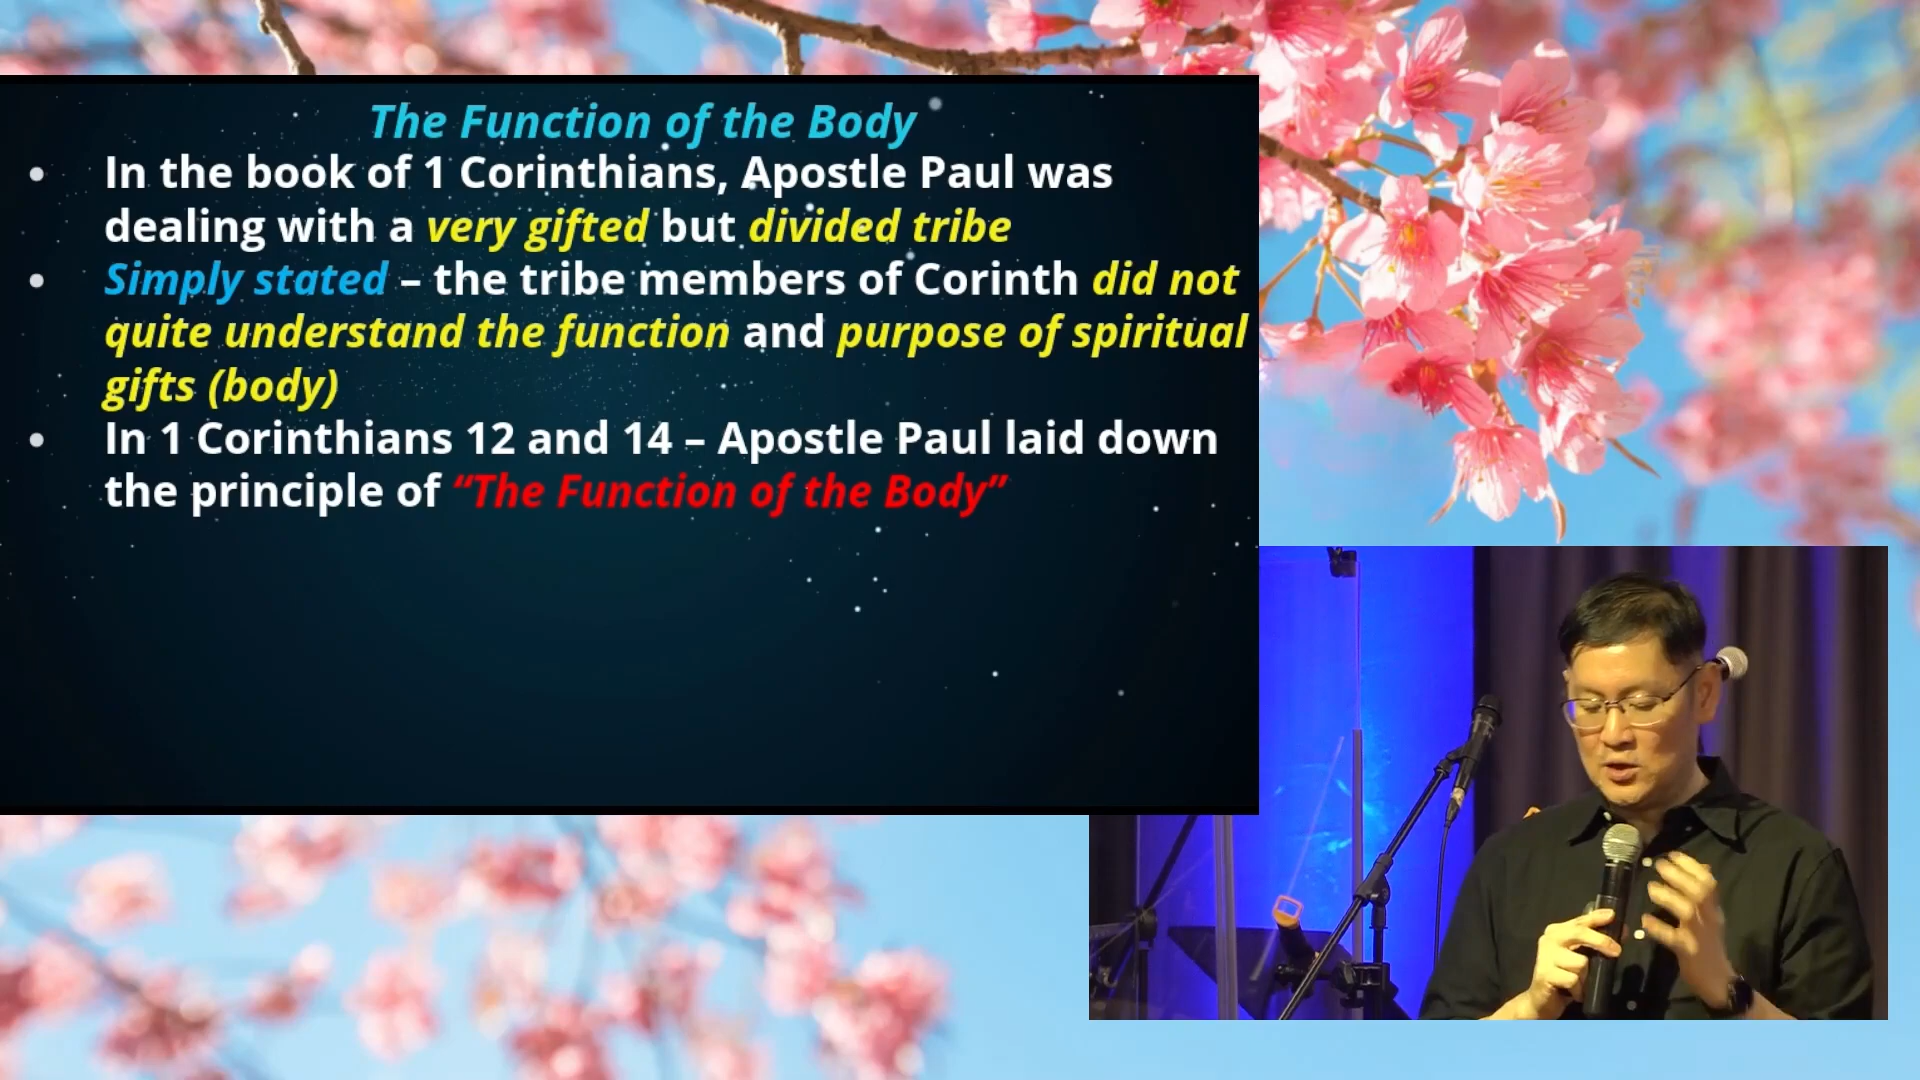 The Function of the Body
• In the book of 1 Corinthians, Apostle Paul was
dealing with a very gifted but divided tribe
• Simply stated – the tribe members of Corinth did not
quite understand the function and purpose of spiritual
gifts (body)
• In 1 Corinthians 12 and 14 – Apostle Paul laid down
the principle of “The Function of the Body”